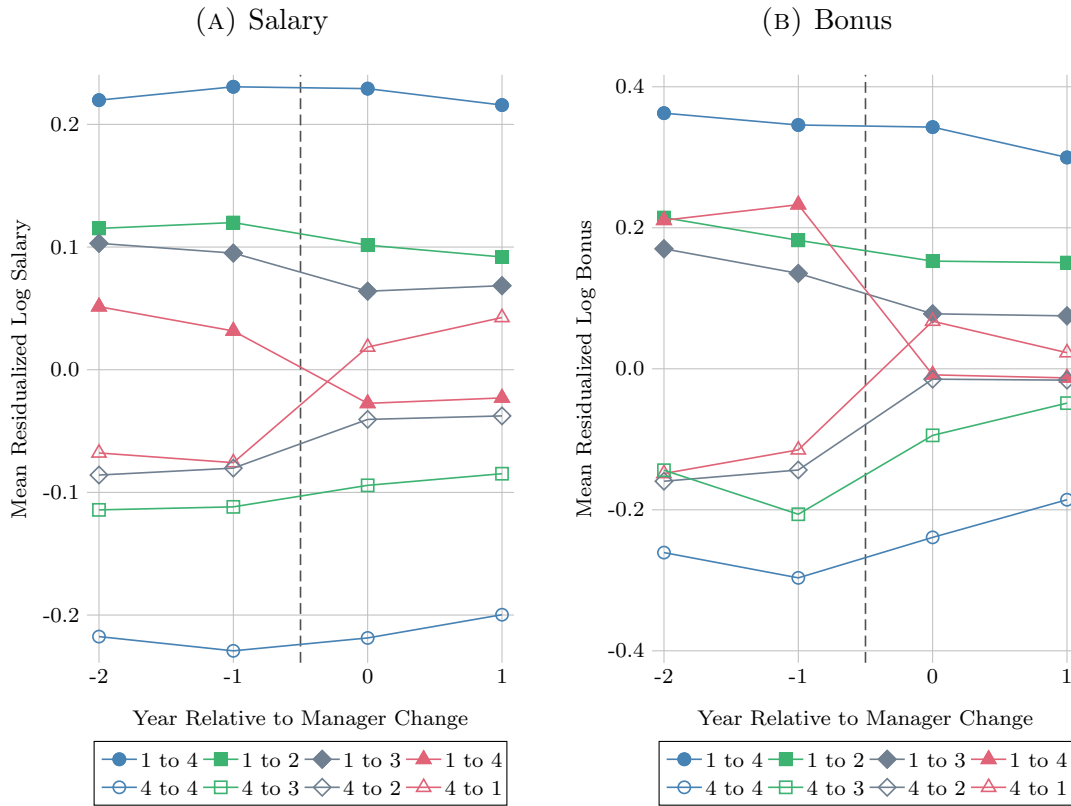 (A) Salary
Mean Residualized Log Salary
0.2
0.1
0.0
-0.1
-0.2
-2 -1 0 1
Year Relative to Manager Change
1 to 4 1 to 2 1 to 3 1 to 4
4 to 4 4 to 3 4 to 2 4 to 1
(B) Bonus
Mean Residualized Log Bonus
0.4
0.2
0.0
-0.2
-0.4
-2 -1 0 1
Year Relative to Manager Change
1 to 4 1 to 2 1 to 3 1 to 4
4 to 4 4 to 3 4 to 2 4 to 1